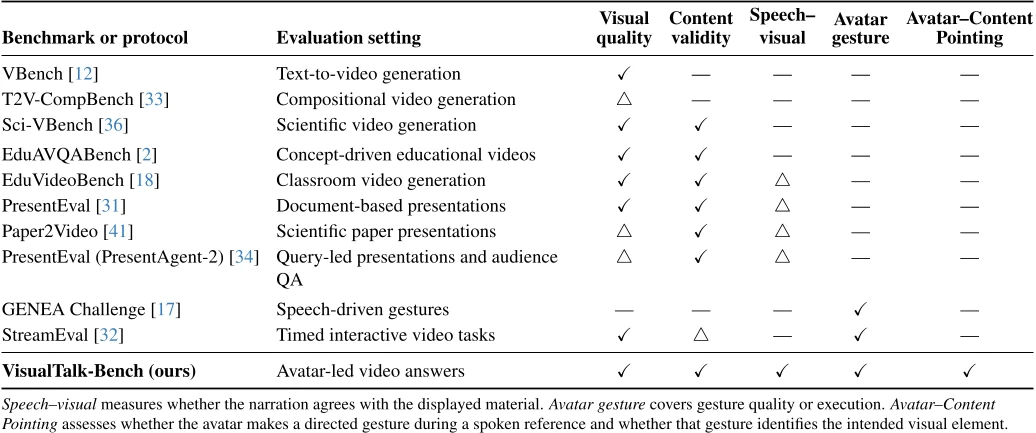 Benchmark or protocol Evaluation setting Visual quality Content validity Speech–visual Avatar gesture Avatar–Content Pointing
VBench [12] Text-to-video generation ✓ — — — —
T2V-CompBench [33] Compositional video generation △ — — — —
Sci-VBench [36] Scientific video generation ✓ ✓ — — —
EduAVQABench [2] Concept-driven educational videos ✓ ✓ — — —
EduVideoBench [18] Classroom video generation ✓ ✓ △ — —
PresentEval [31] Document-based presentations ✓ ✓ △ — —
Paper2Video [41] Scientific paper presentations △ ✓ △ — —
PresentEval (PresentAgent-2) [34] Query-led presentations and audience △ ✓ △ — —
QA
GENEA Challenge [17] Speech-driven gestures — — — ✓ —
StreamEval [32] Timed interactive video tasks ✓ △ — ✓ —
VisualTalk-Bench (ours) Avatar-led video answers ✓ ✓ ✓ ✓ ✓
Speech–visual measures whether the narration agrees with the displayed material. Avatar gesture covers gesture quality or execution. Avatar–Content
Pointing assesses whether the avatar makes a directed gesture during a spoken reference and whether that gesture identifies the intended visual element.